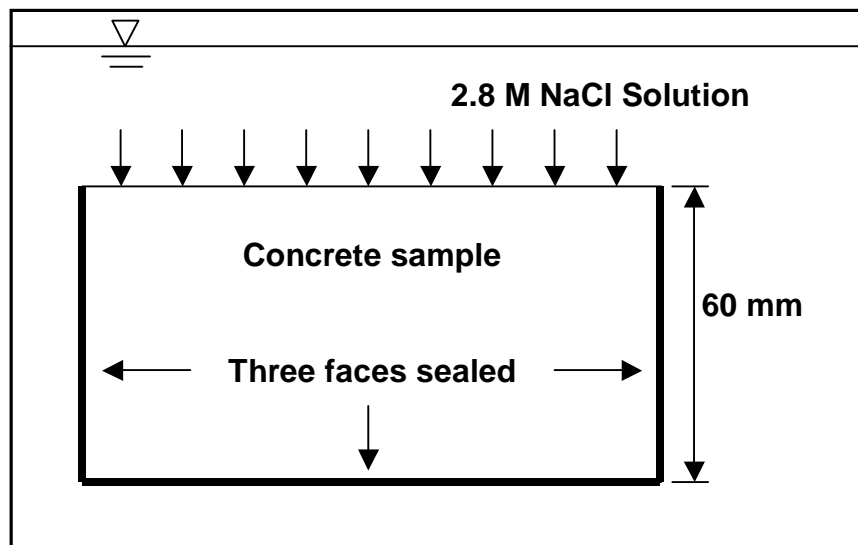 2.8 M NaCl Solution
Concrete sample
60 mm
Three faces sealed